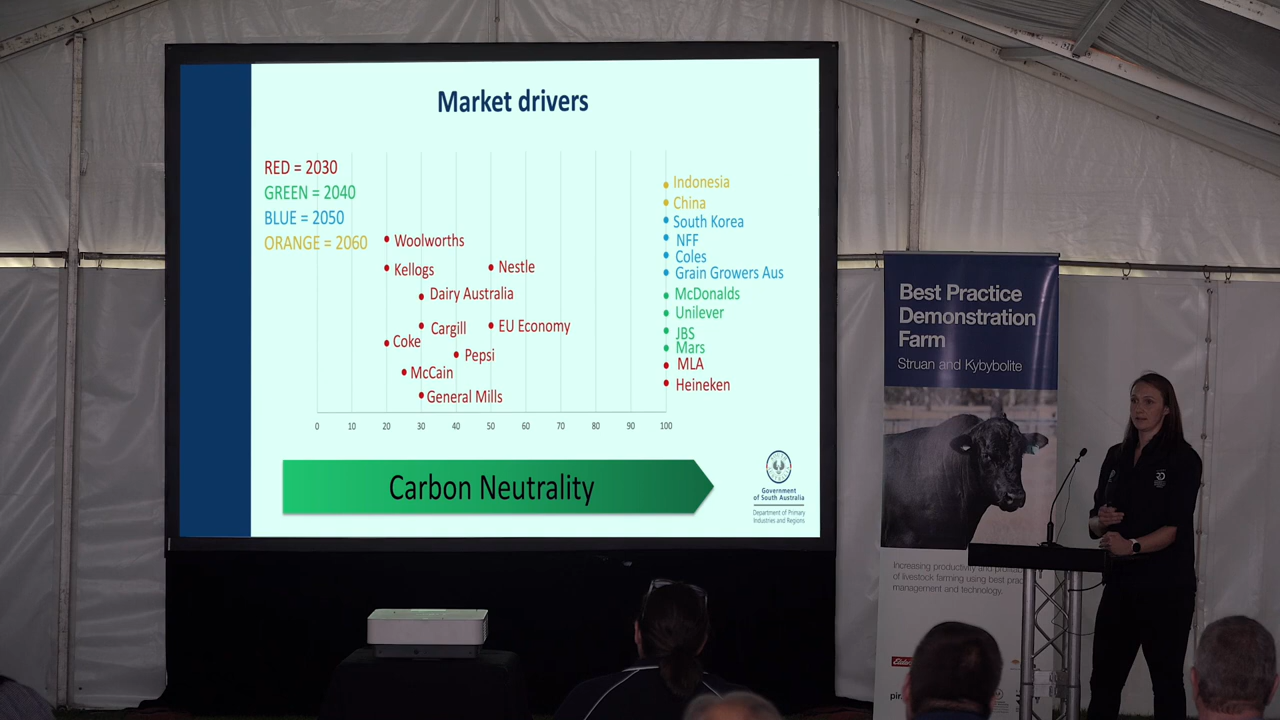 Market drivers
RED = 2030
GREEN = 2040
BLUE = 2050
ORANGE = 2060
Woolworths
Kellogs
Nestle
Dairy Australia
Cargill
EU Economy
Coke
Pepsi
McCain
General Mills
Indonesia
China
South Korea
NFF
Coles
Grain Growers Aus
McDonalds
Unilever
JBS
Mars
MLA
Heineken
0 10 20 30 40 50 60 70 80 90 100
Carbon Neutrality
Government
of South Australia
Department of Primary
Industries and Regions
Best Practice
Demonstration
Farm
Struan and Kybybolite
Increasing productivity and
of livestock farming using best
management and technology.